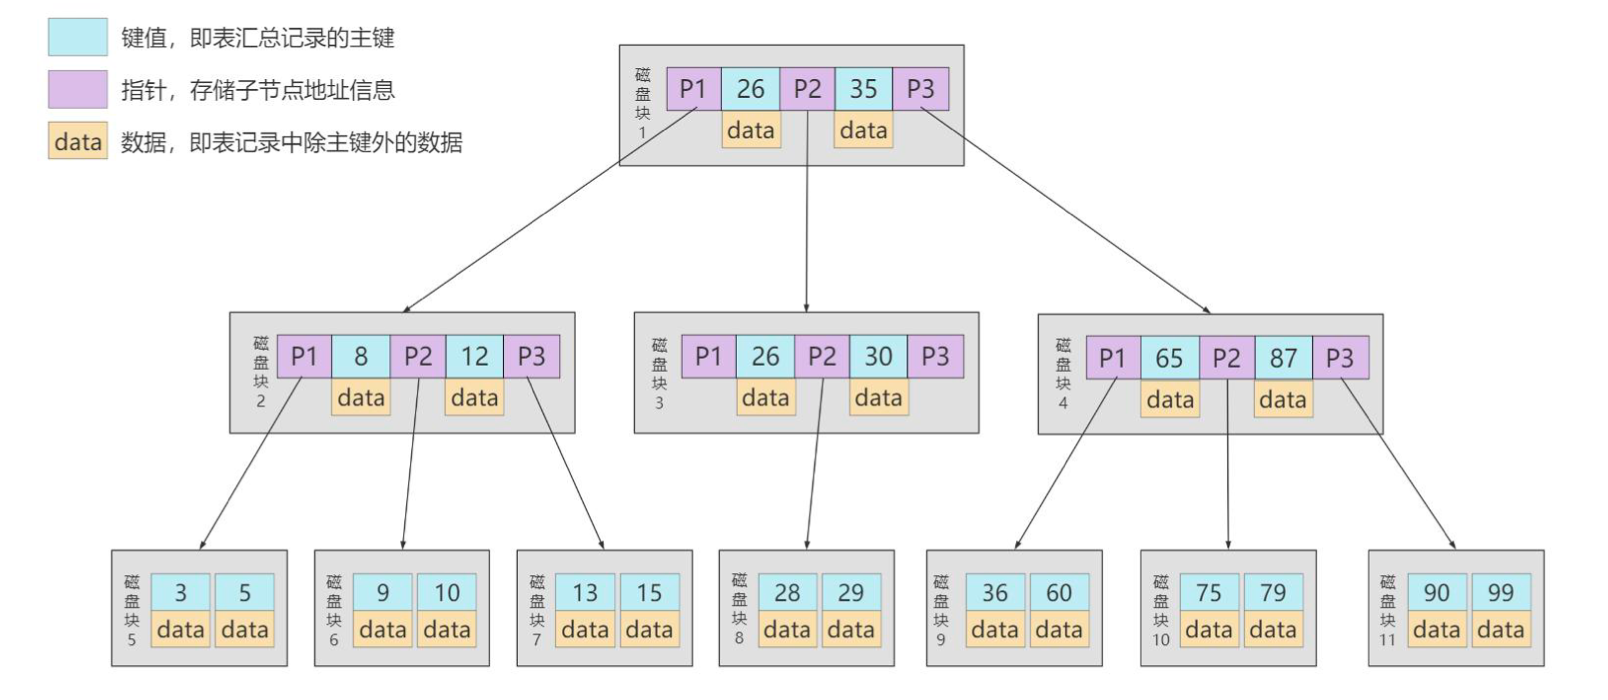 键值，即表汇总记录的主键
指针，存储子节点地址信息
data 数据，即表记录中除主键外的数据
磁盘块1
P1 26 P2 35 P3
data data
磁盘块2
P1 8 P2 12 P3
data data
磁盘块3
P1 26 P2 30 P3
data data
磁盘块4
P1 65 P2 87 P3
data data
磁盘块5
3 5
data data
磁盘块6
9 10
data data
磁盘块7
13 15
data data
磁盘块8
28 29
data data
磁盘块9
36 60
data data
磁盘块10
75 79
data data
磁盘块11
90 99
data data